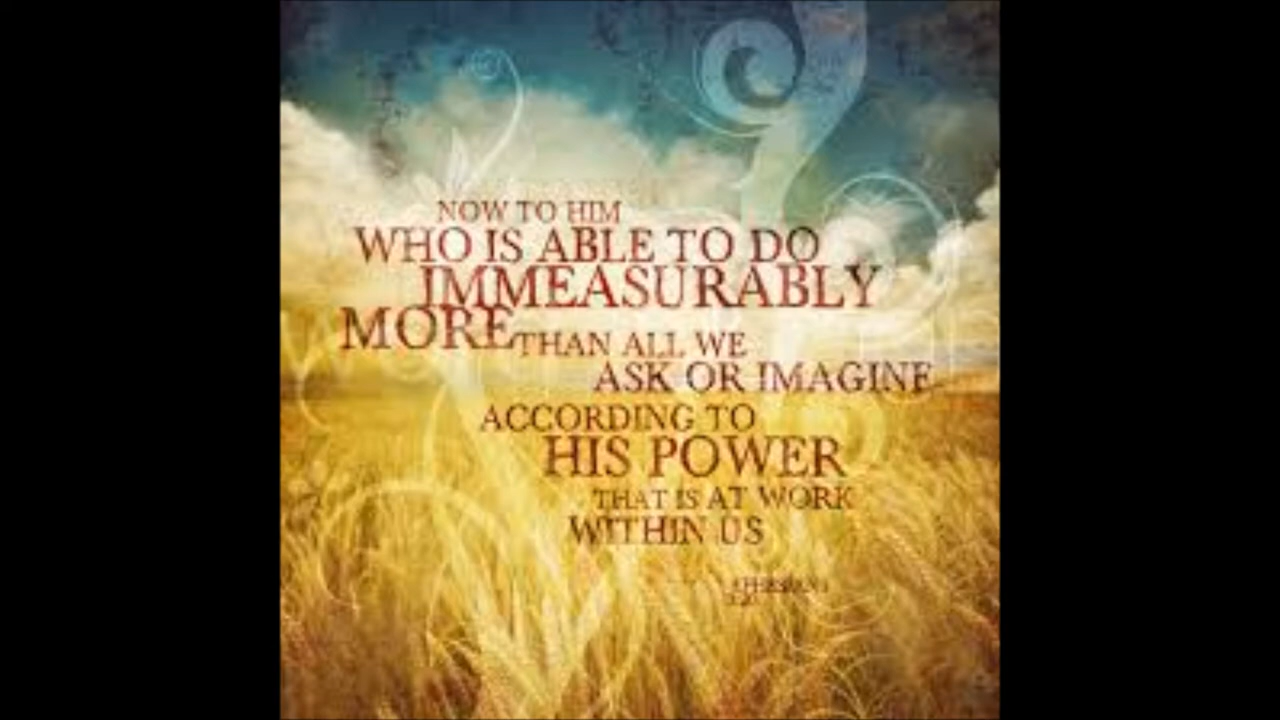 NOW TO HIM
WHO IS ABLE TO DO
IMMEASURABLY
MORE THAN ALL WE
ASK OR IMAGINE
ACCORDING TO
HIS POWER
THAT IS AT WORK
WITHIN US
EPHESIANS